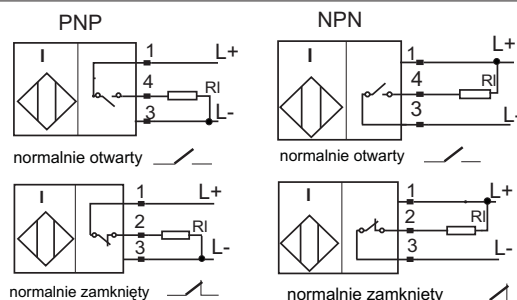 PNP
NPN
I
1
L+
4
RI
3
L-
normalnie otwarty
I
1
L+
4
RI
3
L-
normalnie otwarty
I
1
L+
2
RI
3
L-
normalnie zamknięty
I
1
L+
2
RI
3
L-
normalnie zamknięty